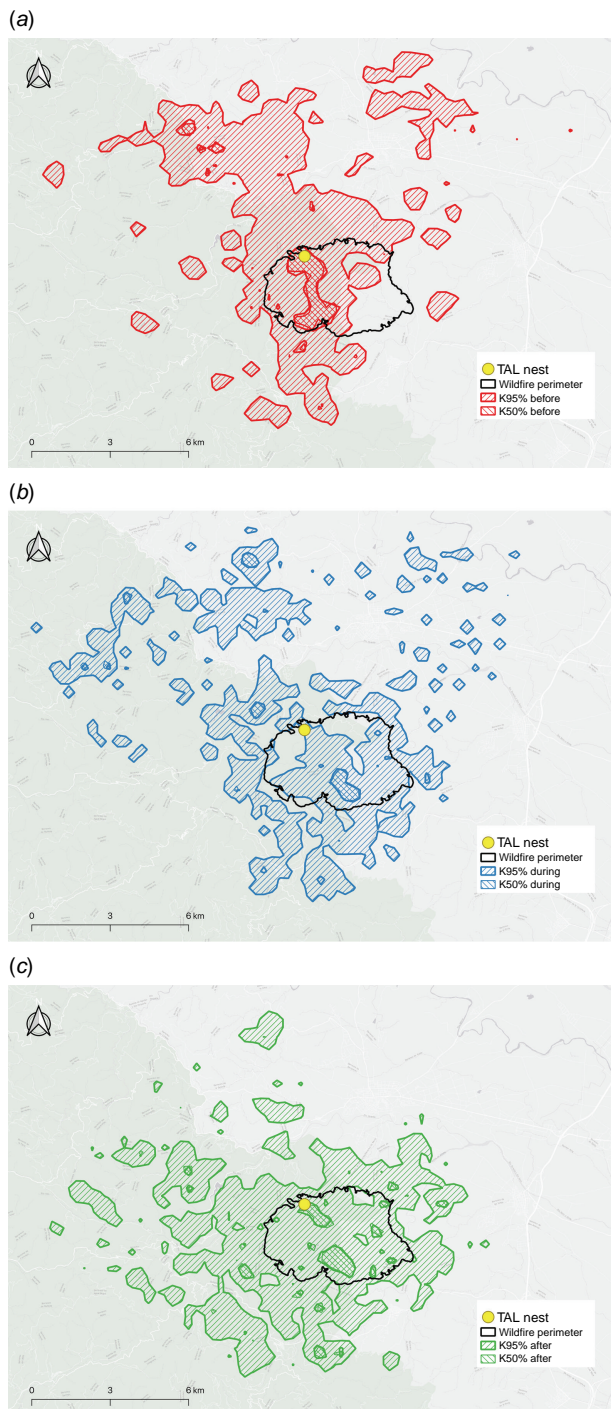 (a)
TAL nest
Wildfire perimeter
K95% before
K50% before
0 3 6 km
(b)
TAL nest
Wildfire perimeter
K95% during
K50% during
0 3 6 km
(c)
TAL nest
Wildfire perimeter
K95% after
K50% after
0 3 6 km